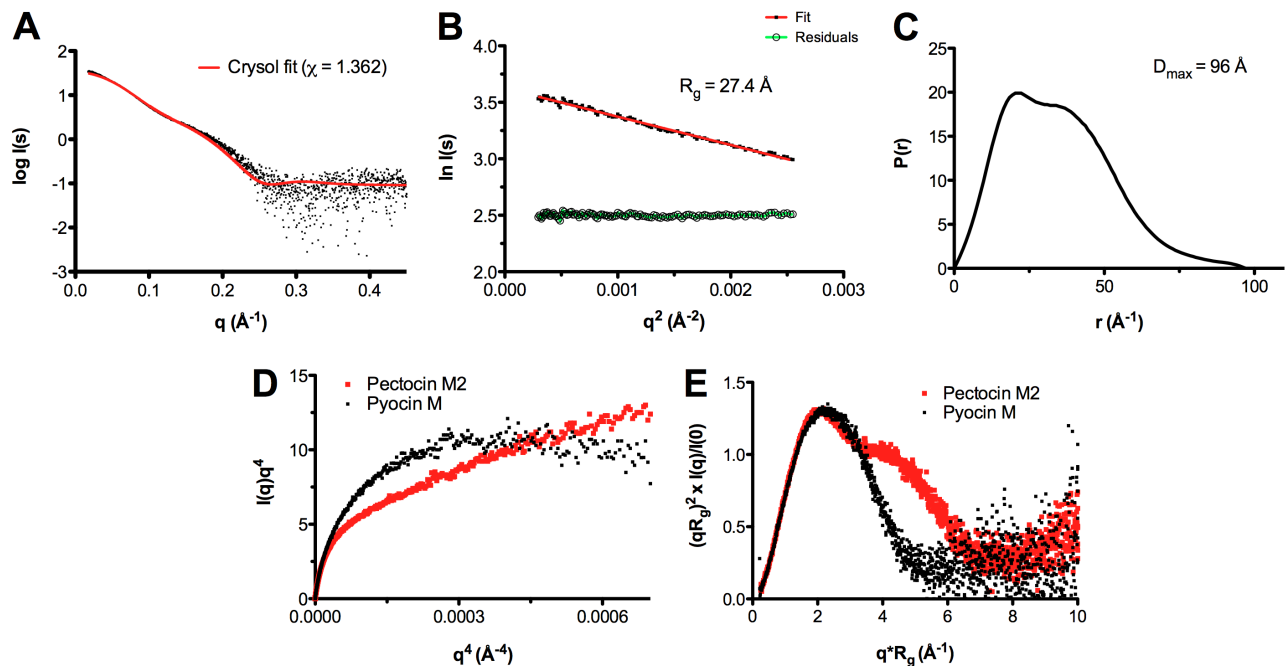 A
log I(s)
2
1
0
-1
-2
-3
0.0 0.1 0.2 0.3 0.4
q (Å-1)
Crysol fit (χ = 1.362)
B
Fit
Residuals
ln I(s)
4.0
3.5
3.0
2.5
2.0
0.000 0.001 0.002 0.003
q2 (Å-2)
Rg = 27.4 Å
C
P(r)
25
20
15
10
5
0
0 50 100
r (Å-1)
Dmax = 96 Å
D
Pectocin M2
Pyocin M
I(q)q4
15
10
5
0
0.0000 0.0003 0.0006
q4 (Å-4)
E
Pectocin M2
Pyocin M
(qRg)2 x I(q)/I(0)
1.5
1.0
0.5
0.0
0 2 4 6 8 10
q*Rg(Å-1)